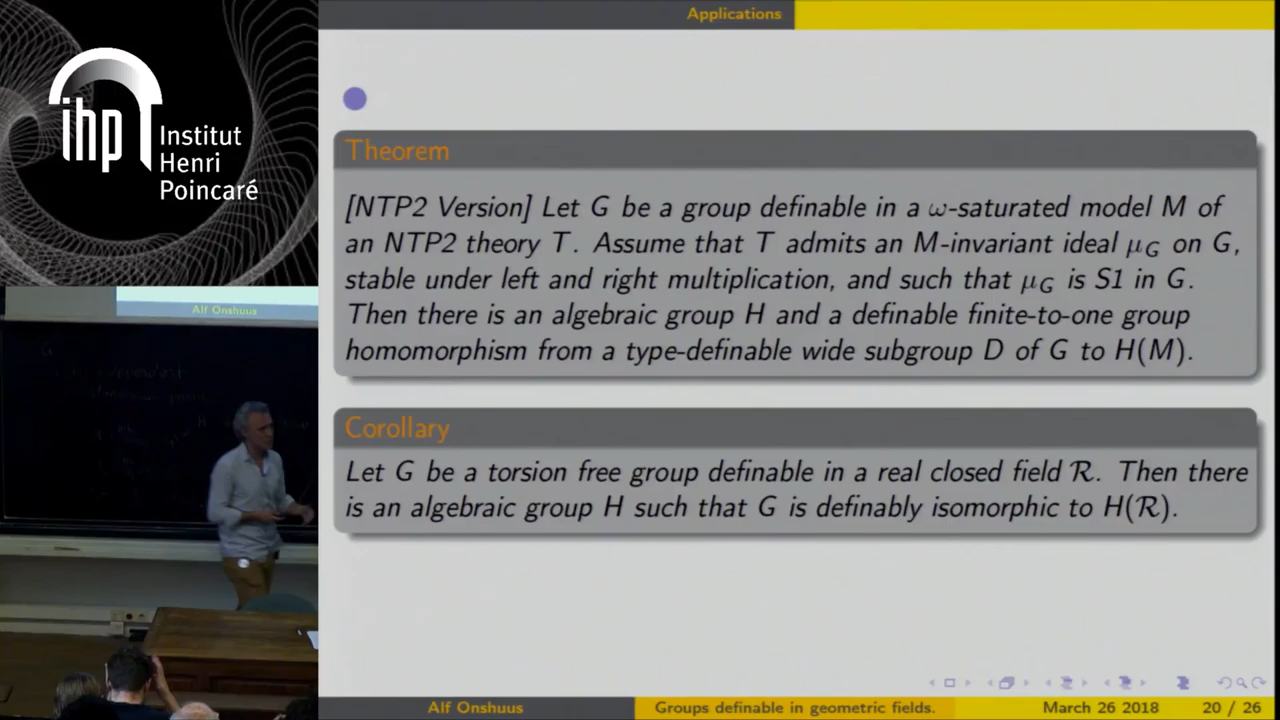 Applications
ihp Institut
Henri
Poincaré
Theorem
[NTP2 Version] Let G be a group definable in a ω-saturated model M of
an NTP2 theory T. Assume that T admits an M-invariant ideal μ_G on G,
stable under left and right multiplication, and such that μ_G is S1 in G.
Then there is an algebraic group H and a definable finite-to-one group
homomorphism from a type-definable wide subgroup D of G to H(M).
Alf Onshuus
Corollary
Let G be a torsion free group definable in a real closed field R. Then there
is an algebraic group H such that G is definably isomorphic to H(R).
Alf Onshuus Groups definable in geometric fields. March 26 2018 20 / 26